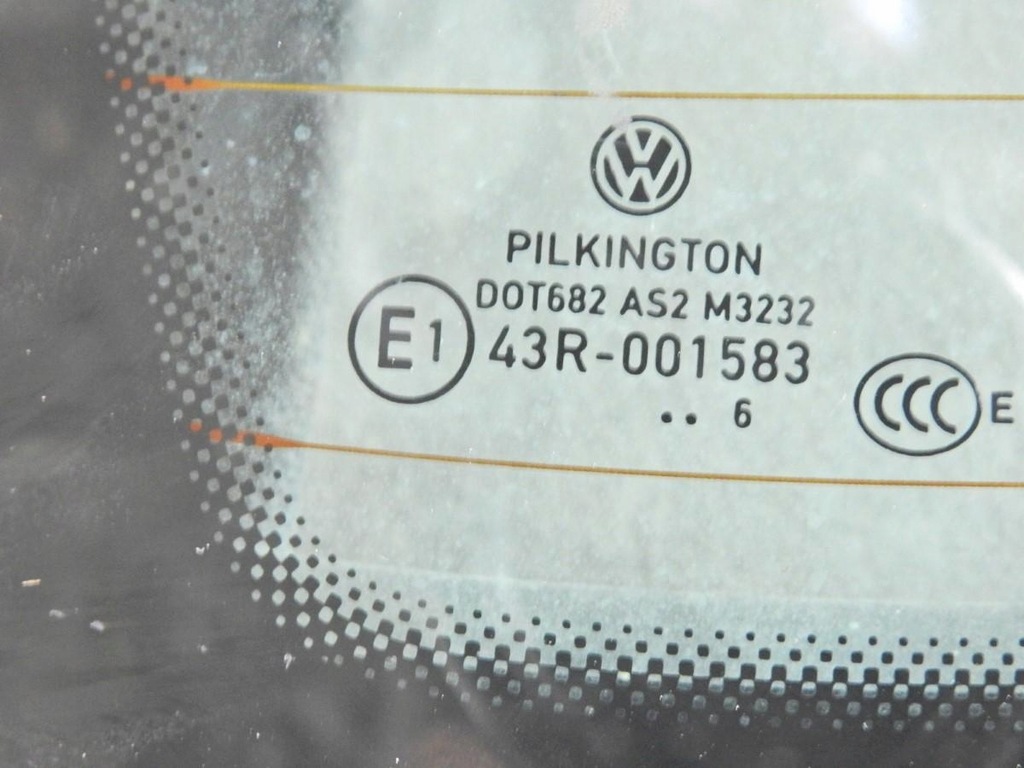 PILKINGTON
DOT682 AS2 M3232
E1 43R-001583
.. 6
CCC E